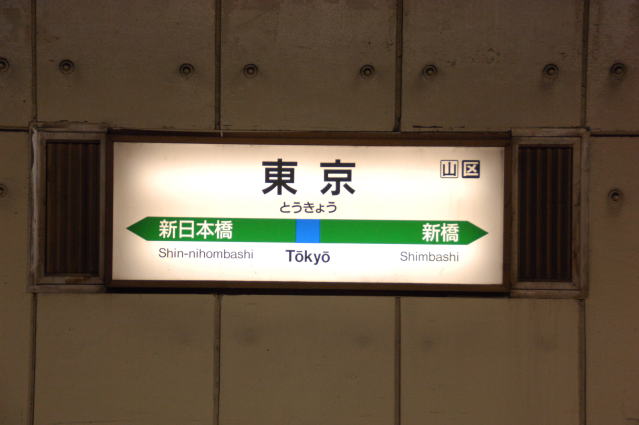 東京
山区
とうきょう
新日本橋 新橋
Shin-nihombashi Tōkyō Shimbashi